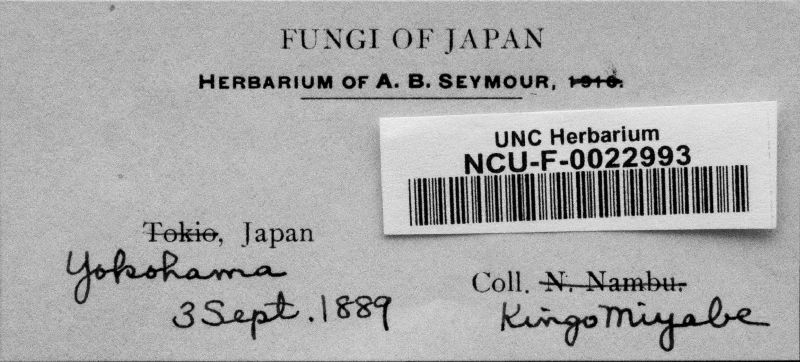 FUNGI OF JAPAN
HERBARIUM OF A. B. SEYMOUR, 1910.
UNC Herbarium
NCU-F-0022993
Tokio, Japan
Yokohama
3 Sept. 1889
Coll. N. Nambu.
Kingo Miyabe